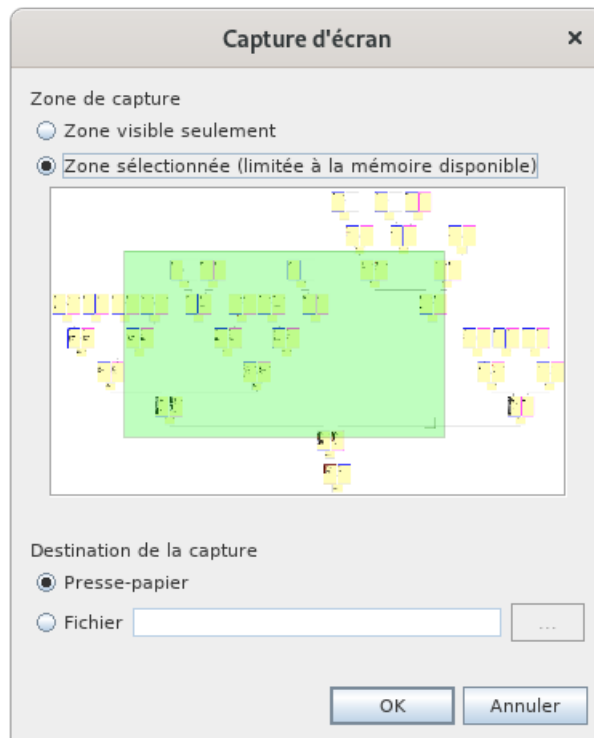 Capture d'écran
Zone de capture
Zone visible seulement
Zone sélectionnée (limitée à la mémoire disponible)
Destination de la capture
Presse-papier
Fichier
...
OK
Annuler